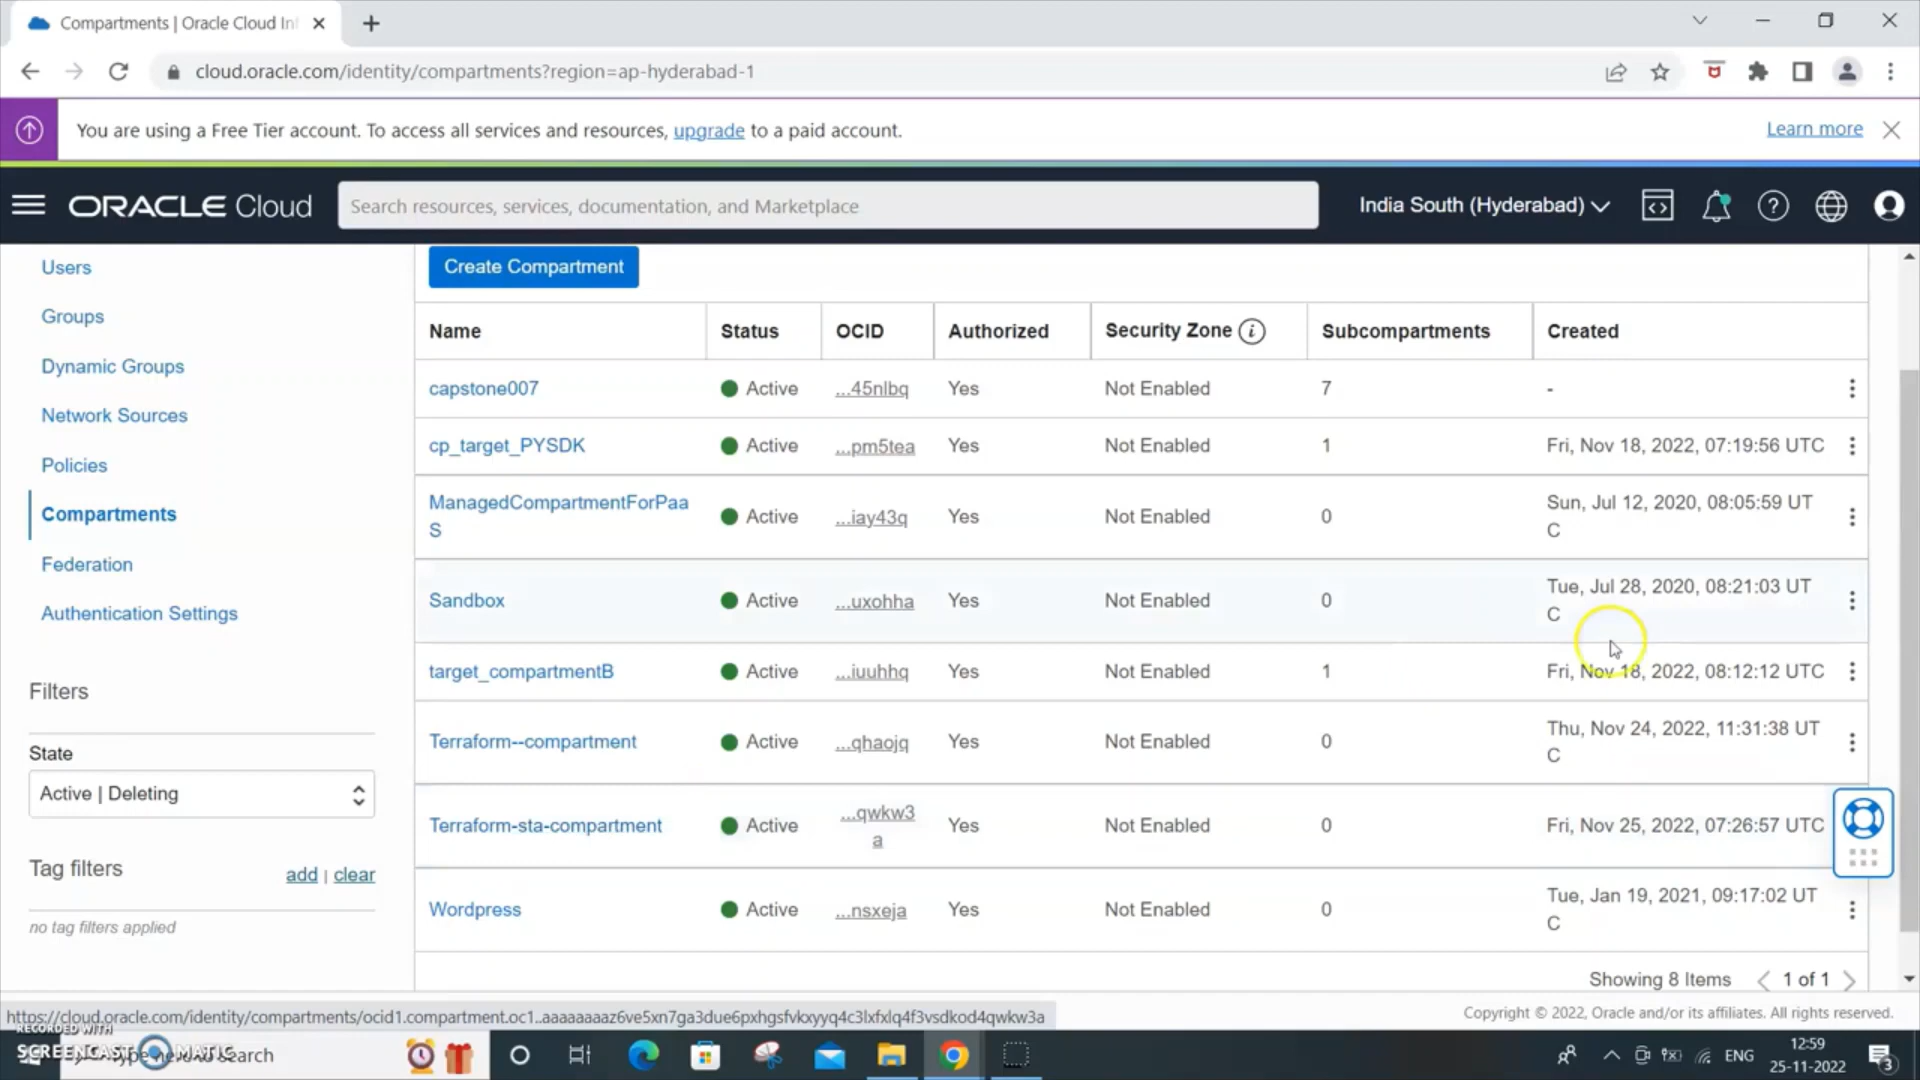 Compartments | Oracle Cloud Inf
cloud.oracle.com/identity/compartments?region=ap-hyderabad-1
You are using a Free Tier account. To access all services and resources, upgrade to a paid account.
Learn more
ORACLE Cloud
Search resources, services, documentation, and Marketplace
India South (Hyderabad)
Users
Groups
Dynamic Groups
Network Sources
Policies
Compartments
Federation
Authentication Settings
Filters
State
Active | Deleting
Tag filters
add | clear
no tag filters applied
Create Compartment
Name Status OCID Authorized Security Zone i Subcompartments Created
capstone007 Active ...45nlbq Yes Not Enabled 7 -
cp_target_PYSDK Active ...pm5tea Yes Not Enabled 1 Fri, Nov 18, 2022, 07:19:56 UTC
ManagedCompartmentForPaa
S
Active ...iay43q Yes Not Enabled 0
Sun, Jul 12, 2020, 08:05:59 UT
C
Sandbox Active ...uxohha Yes Not Enabled 0
Tue, Jul 28, 2020, 08:21:03 UT
C
target_compartmentB Active ...iuuhhq Yes Not Enabled 1 Fri, Nov 18, 2022, 08:12:12 UTC
Terraform--compartment Active ...qhaojq Yes Not Enabled 0
Thu, Nov 24, 2022, 11:31:38 UT
C
Terraform-sta-compartment Active
...qwkw3
a
Yes Not Enabled 0 Fri, Nov 25, 2022, 07:26:57 UTC
Wordpress Active ...nsxeja Yes Not Enabled 0
Tue, Jan 19, 2021, 09:17:02 UT
C
Showing 8 Items 1 of 1
https://cloud.oracle.com/identity/compartments/ocid1.compartment.oc1..aaaaaaaaz6ve5xn7ga3due6pxhgsfvkxyyq4c3lxfxlq4f3vsdkod4qwkw3a
Copyright © 2022, Oracle and/or its affiliates. All rights reserved.
RECORDED WITH
SCREENCAST MATIC
Type here to search
ENG
12:59
25-11-2022
3